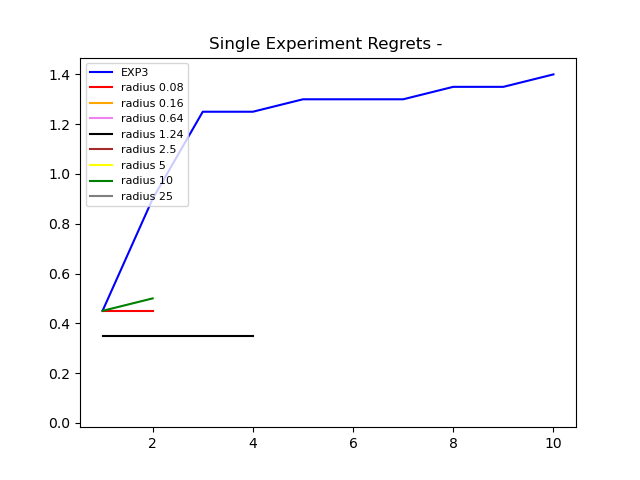 Single Experiment Regrets -
EXP3
radius 0.08
radius 0.16
radius 0.64
radius 1.24
radius 2.5
radius 5
radius 10
radius 25
1.4
1.2
1.0
0.8
0.6
0.4
0.2
0.0
2 4 6 8 10